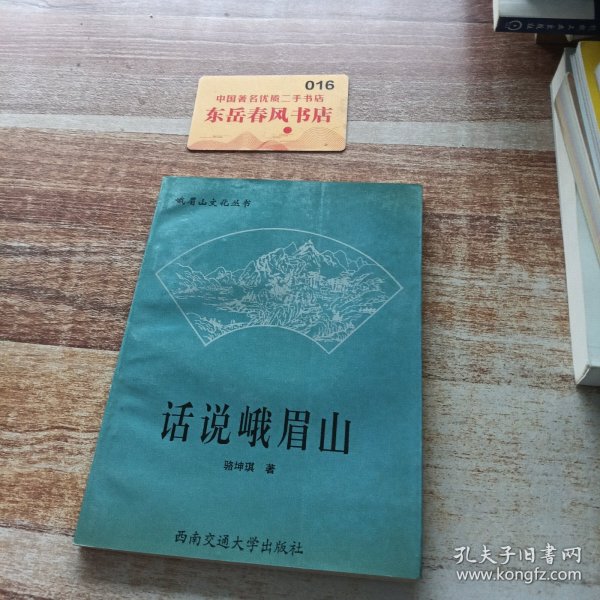 016
中国著名优质二手书店
东岳春风书店
峨眉山文化丛书
话说峨眉山
骆坤琪 著
西南交通大学出版社
孔夫子旧书网
www.kongfz.com